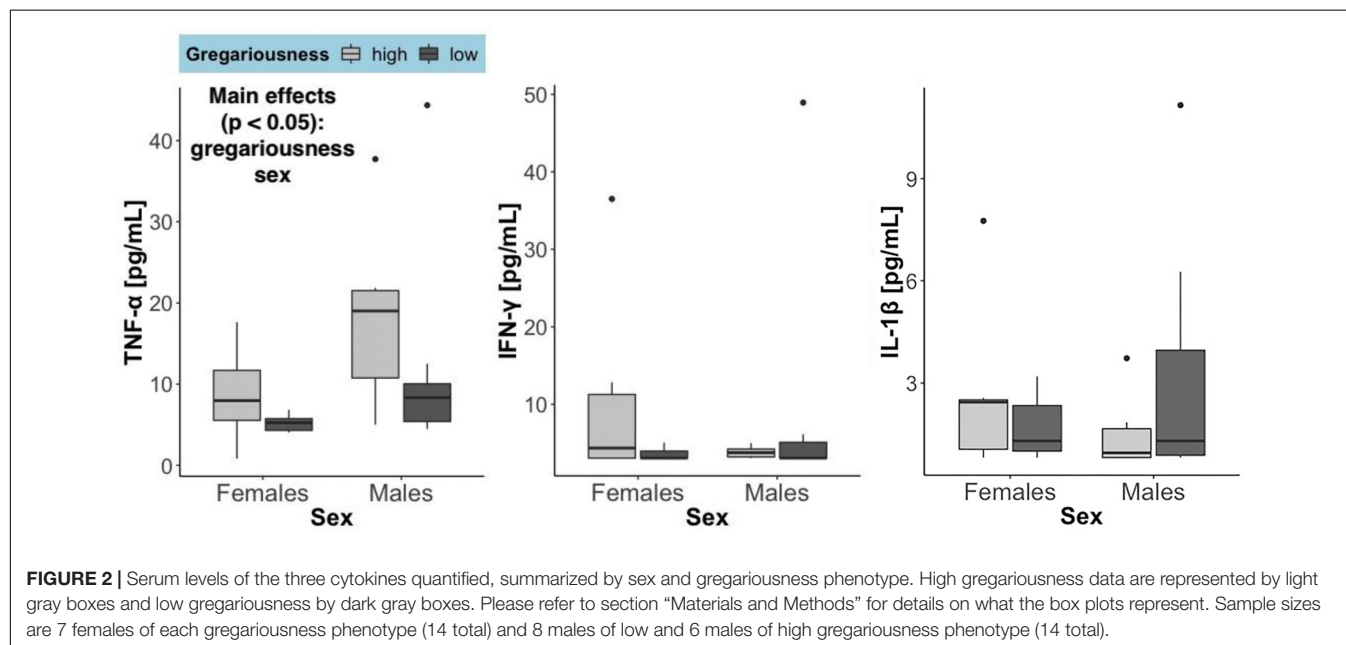 Gregariousness high low
Main effects
(p < 0.05):
gregariousness
sex
TNF-α [pg/mL]
40
30
20
10
0
Females Males
Sex
IFN-γ [pg/mL]
50
40
30
20
10
Females Males
Sex
IL-1β [pg/mL]
9
6
3
Females Males
Sex
FIGURE 2 | Serum levels of the three cytokines quantified, summarized by sex and gregariousness phenotype. High gregariousness data are represented by light
gray boxes and low gregariousness by dark gray boxes. Please refer to section “Materials and Methods” for details on what the box plots represent. Sample sizes
are 7 females of each gregariousness phenotype (14 total) and 8 males of low and 6 males of high gregariousness phenotype (14 total).